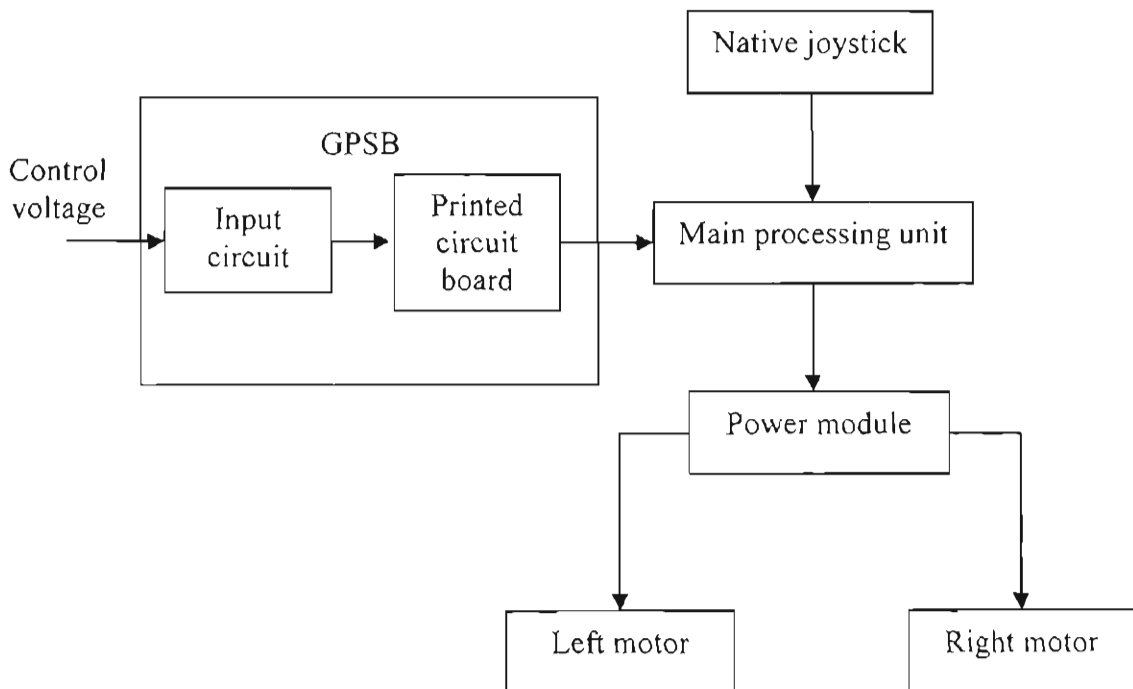 Native joystick
GPSB
Control
voltage
Input
circuit
Printed
circuit
board
Main processing unit
Power module
Left motor
Right motor